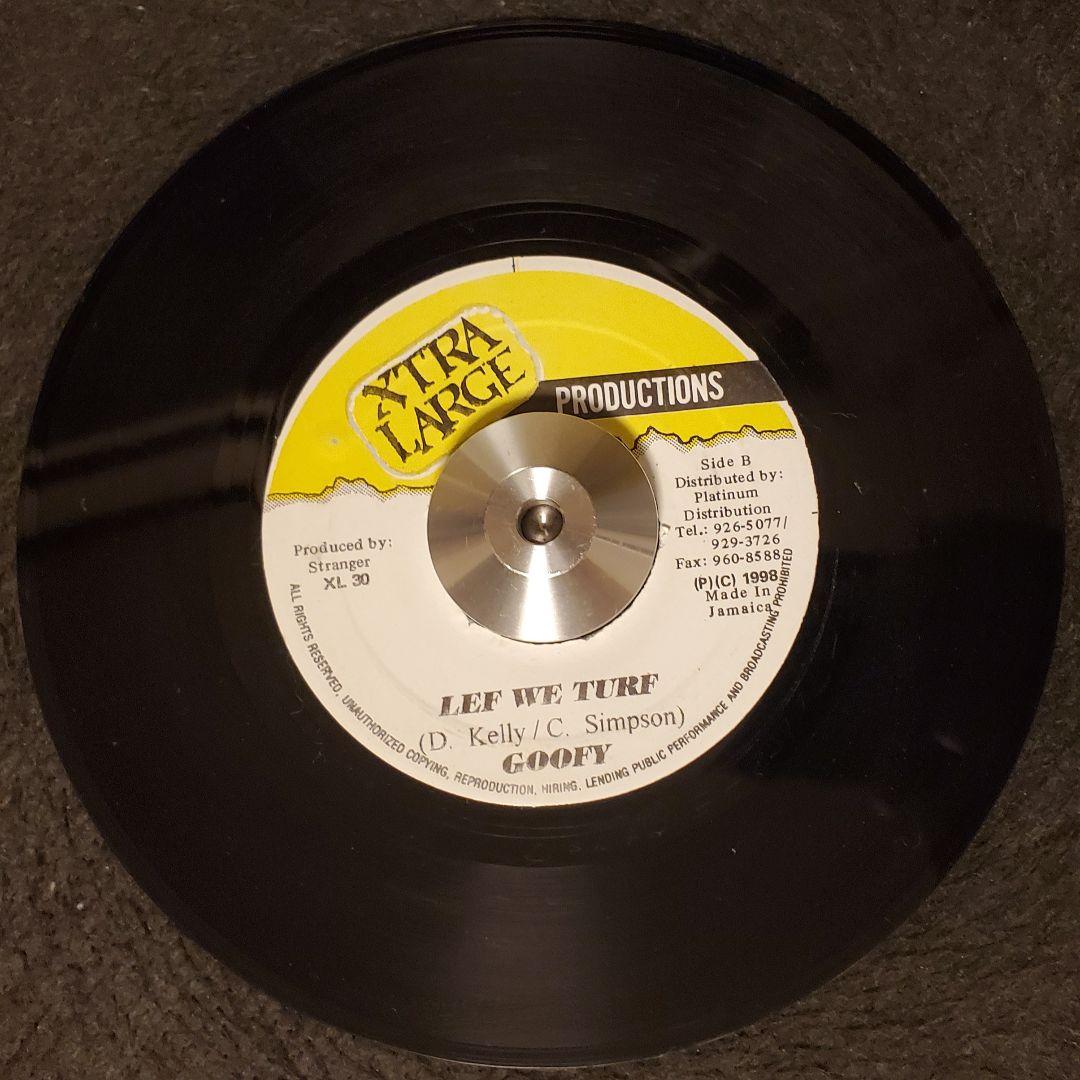 XTRA
LARGE
PRODUCTIONS
Side B
Distributed by:
Platinum
Distribution
Tel.: 926-5077/
929-3726
Fax: 960-8588
(P)(C) 1998
Made In
Jamaica
Produced by:
Stranger
XL 30
LEF WE TURF
(D. Kelly / C. Simpson)
GOOFY
ALL RIGHTS RESERVED. UNAUTHORIZED COPYING, REPRODUCTION, HIRING, LENDING PUBLIC PERFORMANCE AND BROADCASTING PROHIBITED